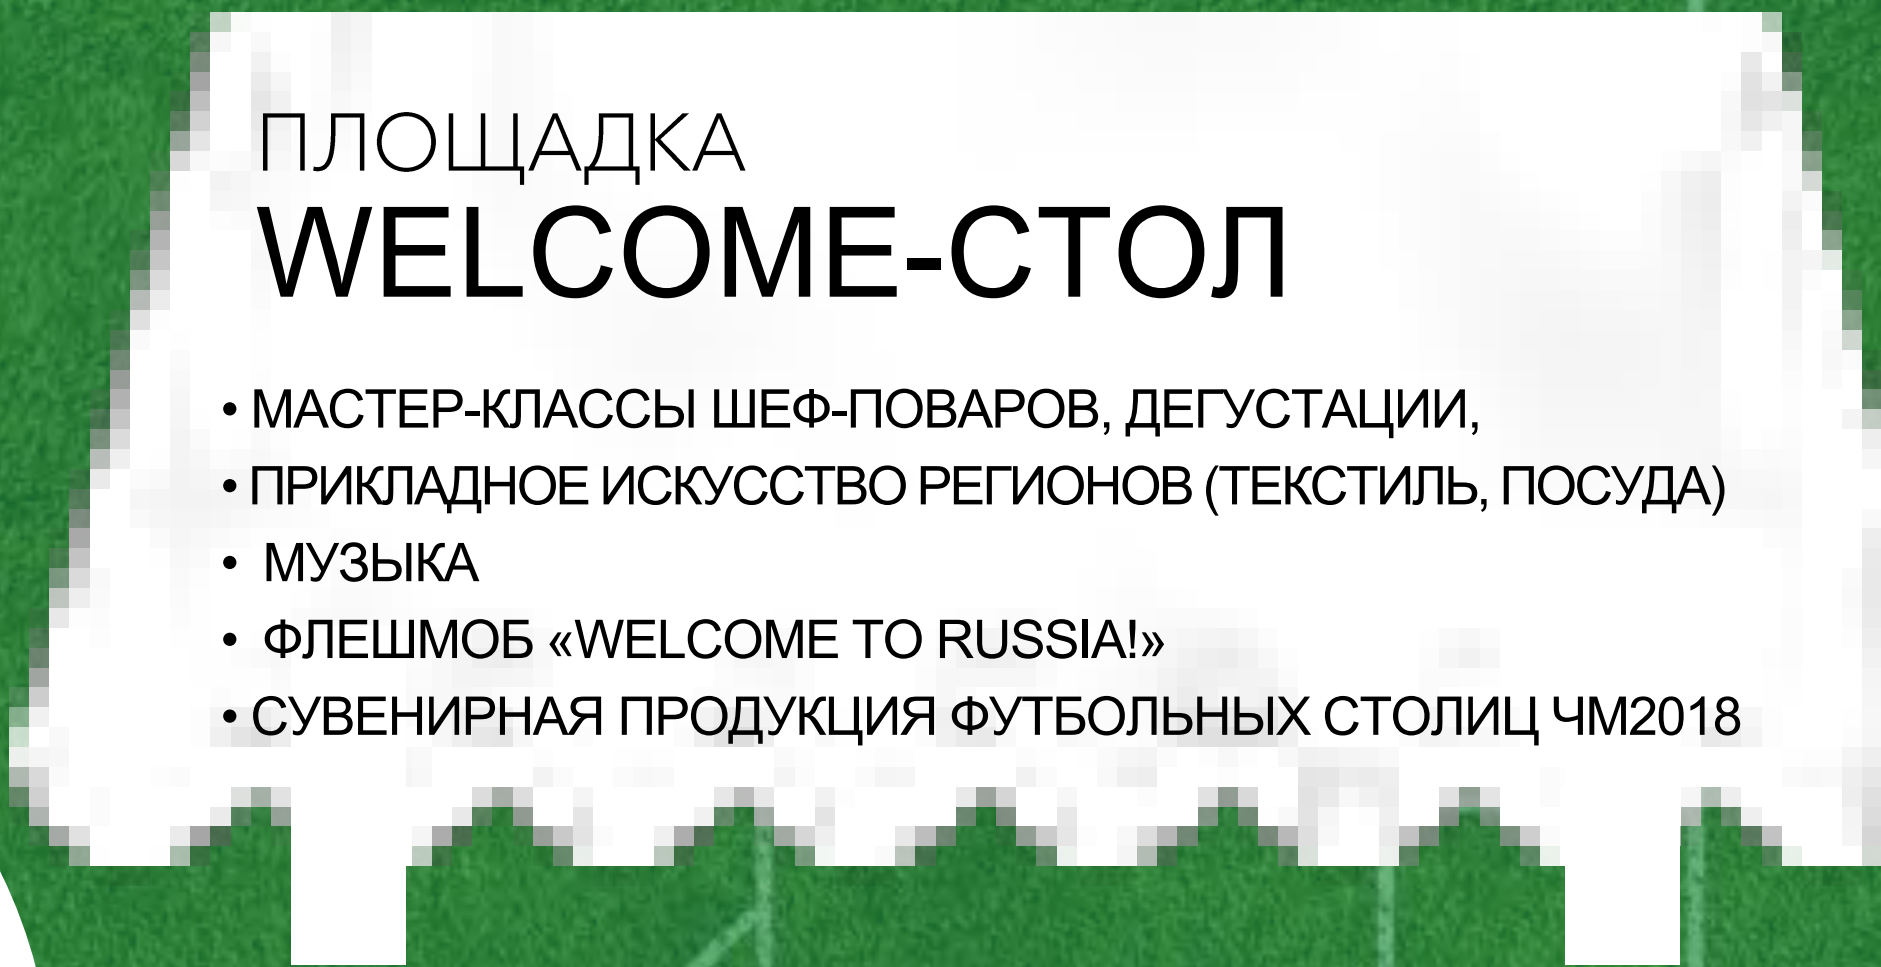 ПЛОЩАДКА
WELCOME-СТОЛ
• МАСТЕР-КЛАССЫ ШЕФ-ПОВАРОВ, ДЕГУСТАЦИИ,
• ПРИКЛАДНОЕ ИСКУССТВО РЕГИОНОВ (ТЕКСТИЛЬ, ПОСУДА)
• МУЗЫКА
• ФЛЕШМОБ «WELCOME TO RUSSIA!»
• СУВЕНИРНАЯ ПРОДУКЦИЯ ФУТБОЛЬНЫХ СТОЛИЦ ЧМ2018